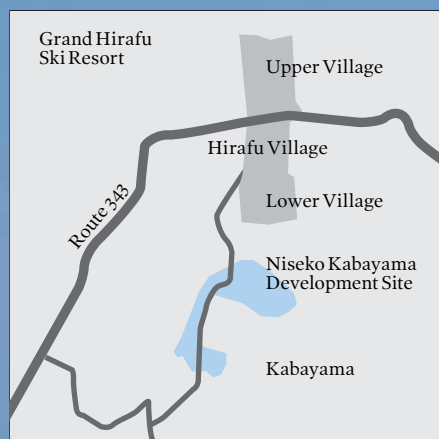 Grand Hirafu
Ski Resort
Upper Village
Hirafu Village
Route 343
Lower Village
Niseko Kabayama
Development Site
Kabayama